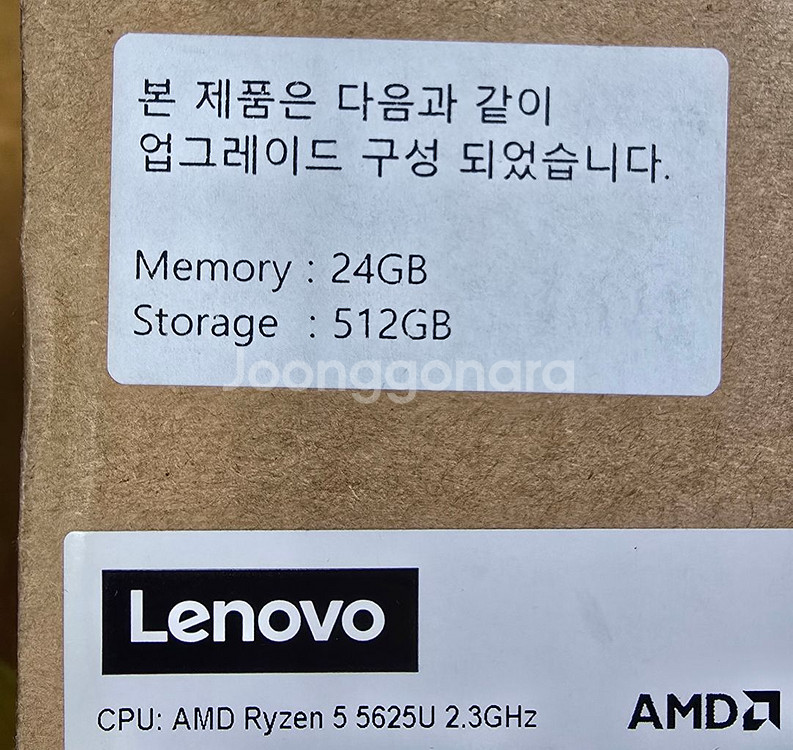 본 제품은 다음과 같이
업그레이드 구성 되었습니다.
Memory : 24GB
Storage : 512GB
Joonggonara
Lenovo
CPU: AMD Ryzen 5 5625U 2.3GHz
AMD